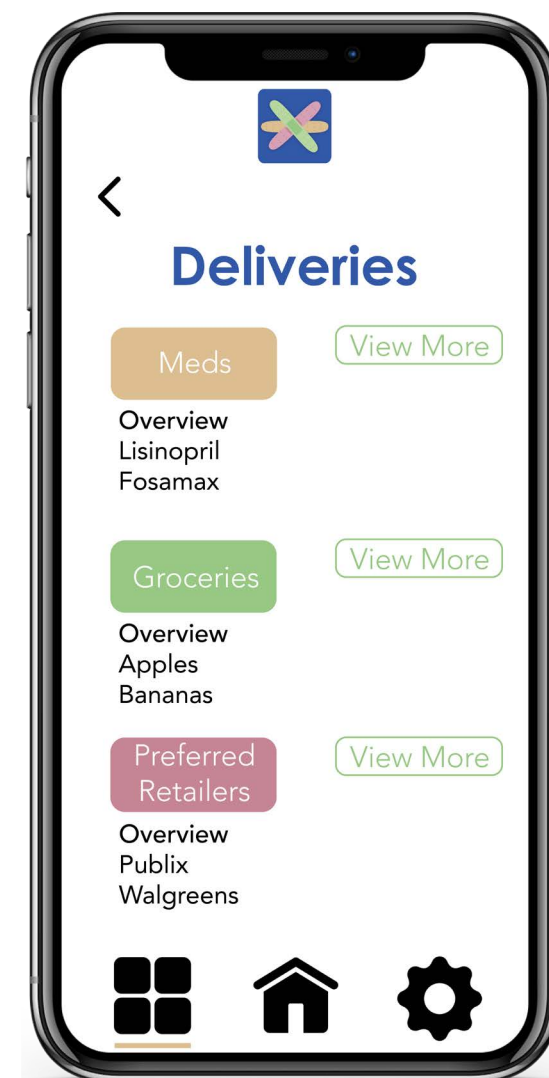 Deliveries
Meds
View More
Overview
Lisinopril
Fosamax
Groceries
View More
Overview
Apples
Bananas
Preferred
Retailers
View More
Overview
Publix
Walgreens